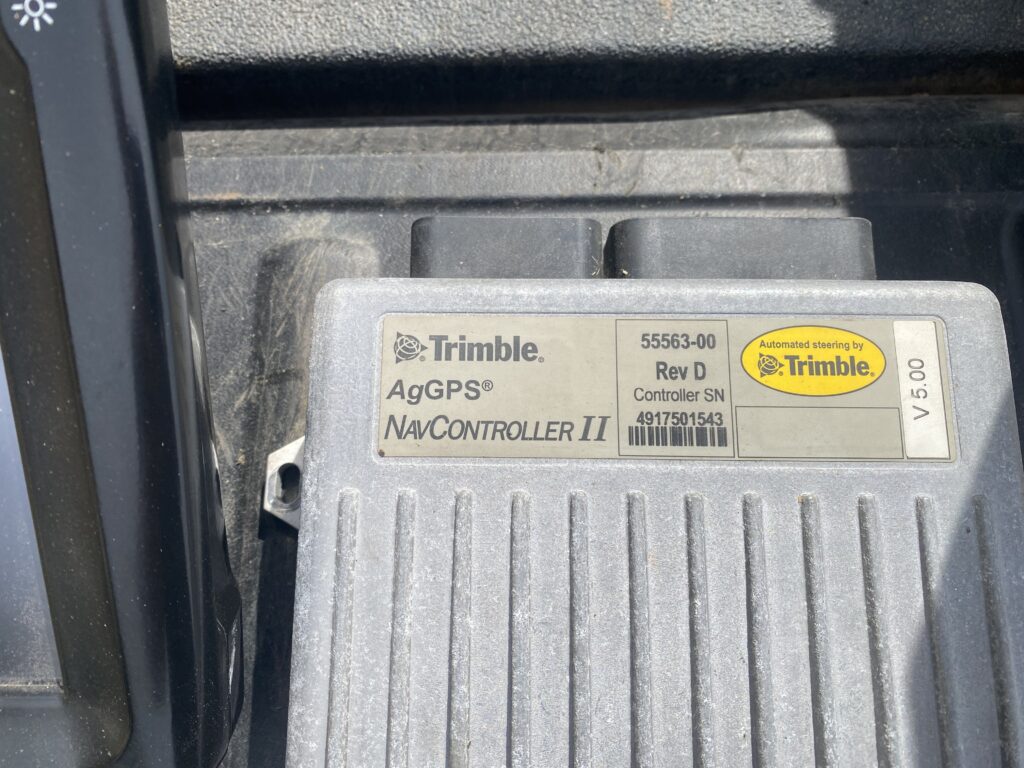 Trimble®
AgGPS®
NAVCONTROLLER II
55563-00
Rev D
Controller SN
4917501543
Automated steering by
Trimble®
V 5.00